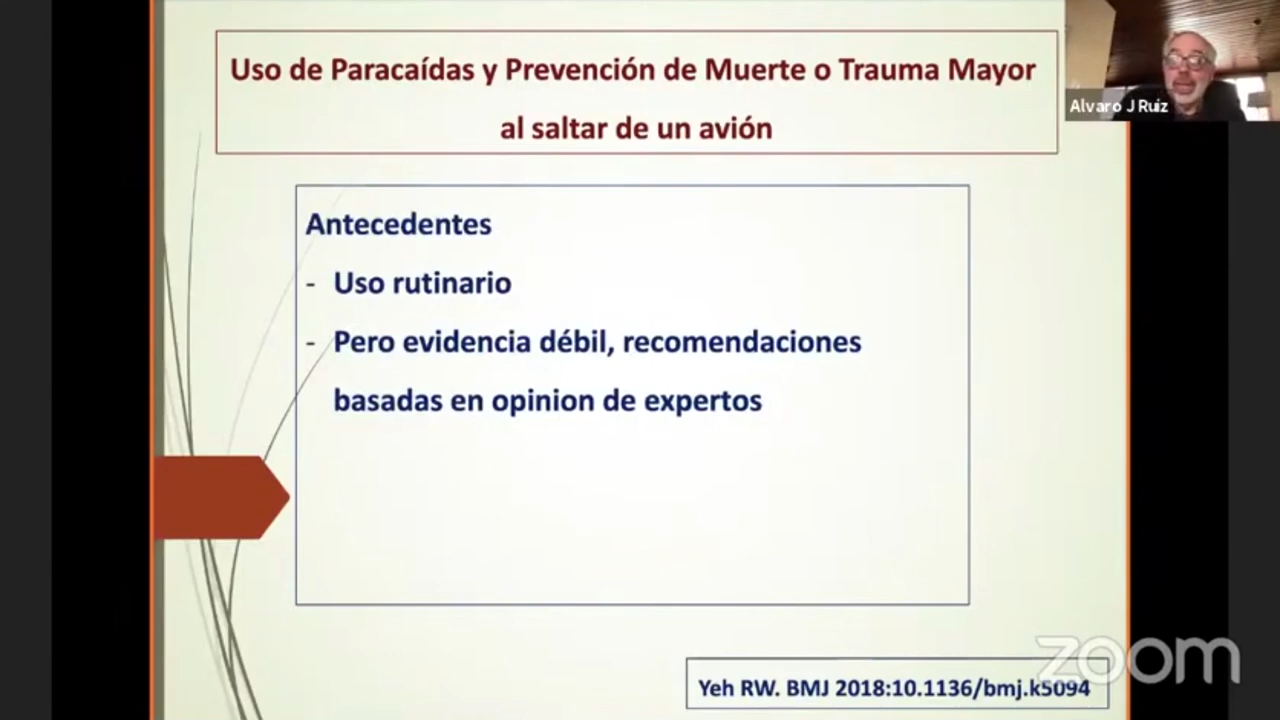 Uso de Paracaídas y Prevención de Muerte o Trauma Mayor
al saltar de un avión
Alvaro J Ruiz
Antecedentes
- Uso rutinario
- Pero evidencia débil, recomendaciones
basadas en opinion de expertos
zoom
Yeh RW. BMJ 2018:10.1136/bmj.k5094